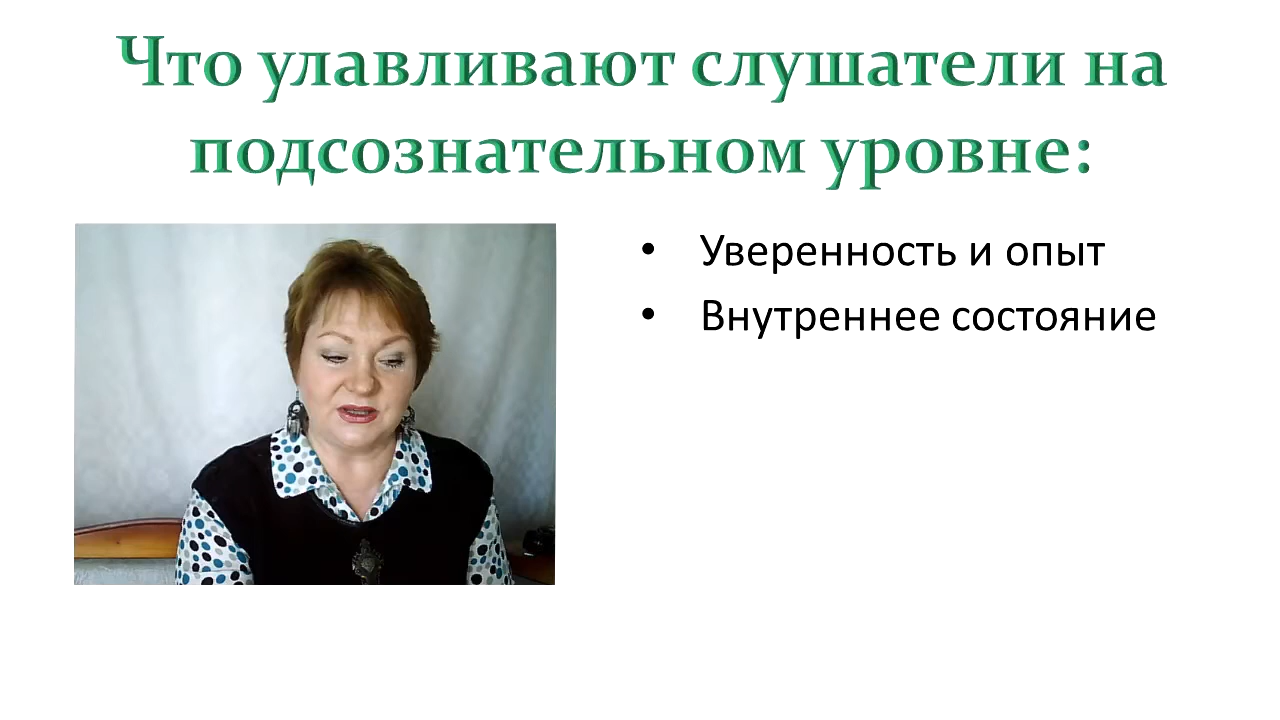 Что улавливают слушатели на
подсознательном уровне:
• Уверенность и опыт
• Внутреннее состояние